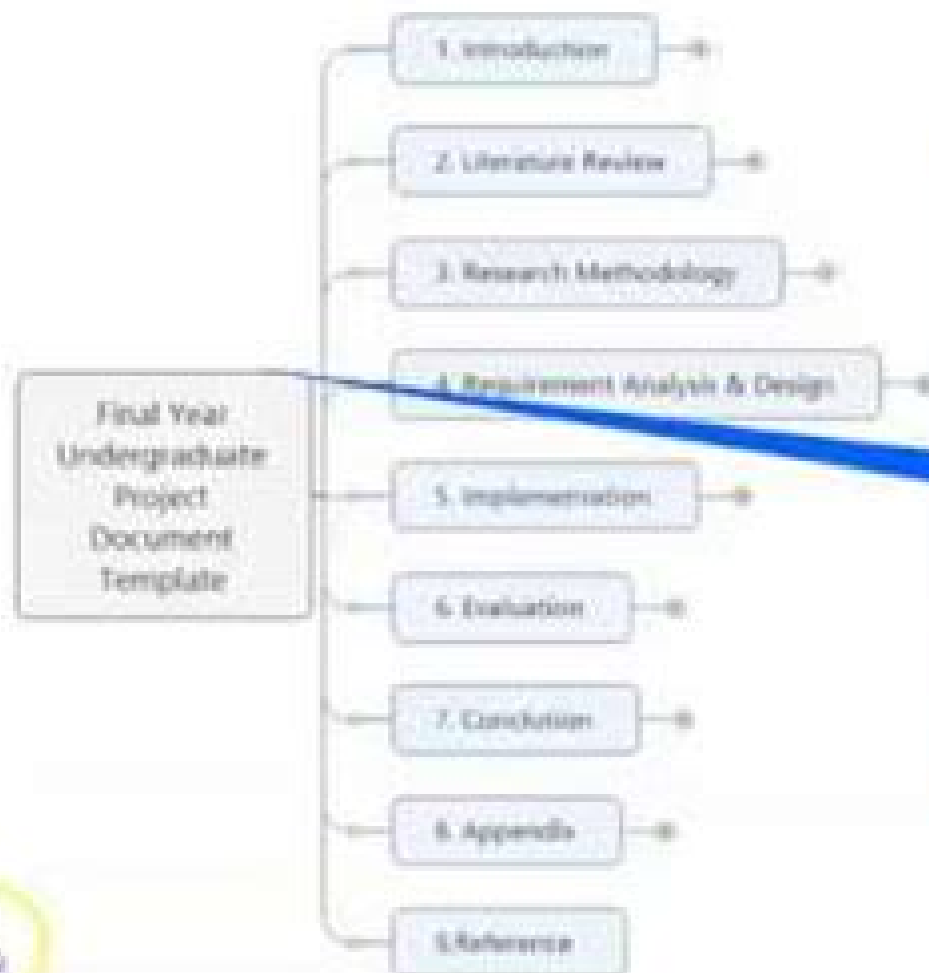 1. Introduction
2. Literature Review
3. Research Methodology
4. Requirement Analysis & Design
Final Year
Undergraduate
Project
Document
Template
5. Implementation
6. Evaluation
7. Conclution
8. Appendix
9.Reference